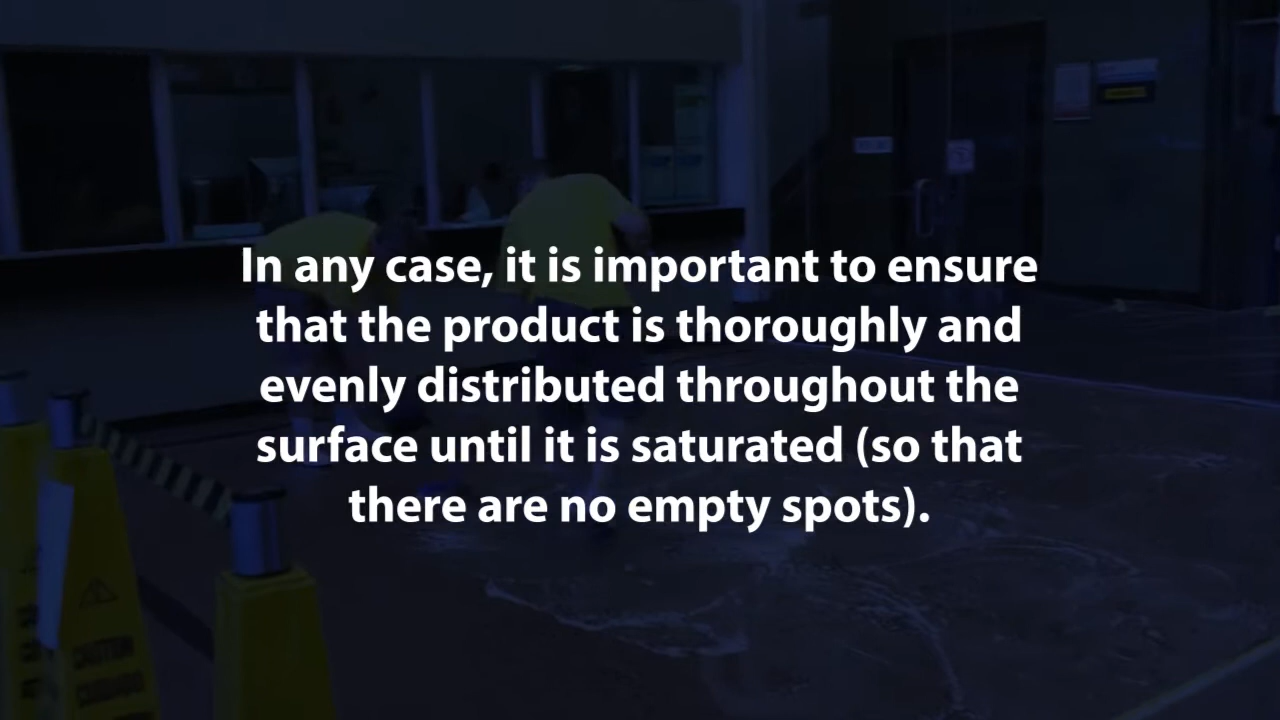 In any case, it is important to ensure
that the product is thoroughly and
evenly distributed throughout the
surface until it is saturated (so that
there are no empty spots).
CAUTION